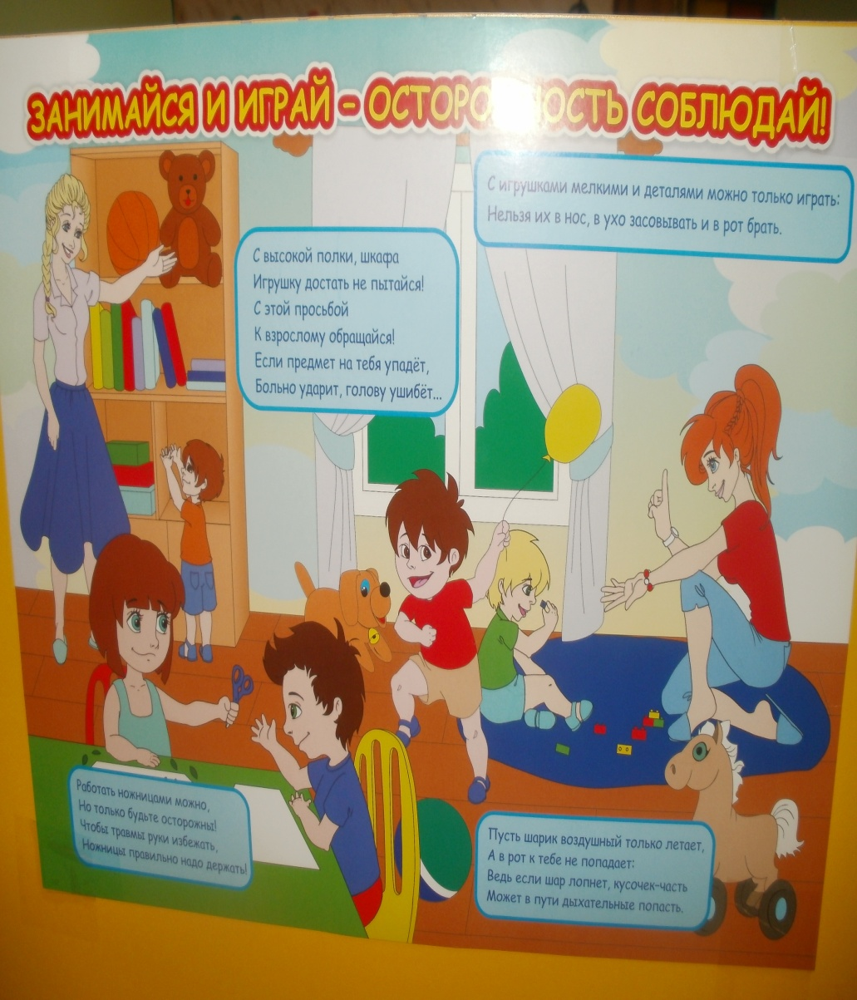 ЗАНИМАЙСЯ И ИГРАЙ – ОСТОРОЖНОСТЬ СОБЛЮДАЙ!
С игрушками мелкими и деталями можно только играть:
Нельзя их в нос, в ухо засовывать и в рот брать.
С высокой полки, шкафа
Игрушку достать не пытайся!
С этой просьбой
К взрослому обращайся!
Если предмет на тебя упадёт,
Больно ударит, голову ушибёт...
Работать ножницами можно,
Но только будьте осторожны!
Чтобы травмы руки избежать,
Ножницы правильно надо держать!
Пусть шарик воздушный только летает,
А в рот к тебе не попадает:
Ведь если шар лопнет, кусочек-часть
Может в пути дыхательные попасть.